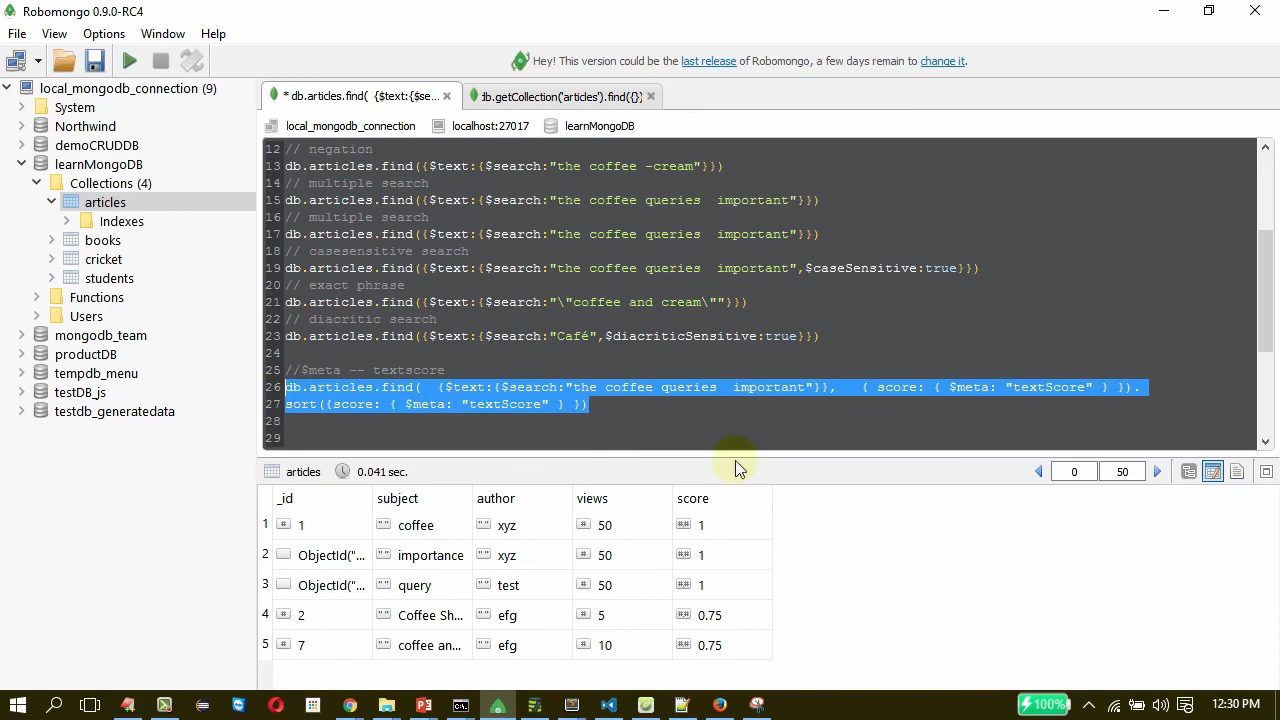 Robomongo 0.9.0-RC4
File View Options Window Help
Hey! This version could be the last release of Robomongo, a few days remain to change it.
local_mongodb_connection (9)
System
Northwind
demoCRUDDB
learnMongoDB
Collections (4)
articles
Indexes
books
cricket
students
Functions
Users
mongodb_team
productDB
tempdb_menu
testDB_js
testdb_generatedata
* db.articles.find(  {$text:{$se... db.getCollection('articles').find({})
local_mongodb_connection localhost:27017 learnMongoDB
12 // negation
13 db.articles.find({$text:{$search:"the coffee -cream"}})
14 // multiple search
15 db.articles.find({$text:{$search:"the coffee queries  important"}})
16 // multiple search
17 db.articles.find({$text:{$search:"the coffee queries  important"}})
18 // casesensitive search
19 db.articles.find({$text:{$search:"the coffee queries  important",$caseSensitive:true}})
20 // exact phrase
21 db.articles.find({$text:{$search:"\"coffee and cream\""}})
22 // diacritic search
23 db.articles.find({$text:{$search:"Café",$diacriticSensitive:true}})
24
25 //$meta -- textscore
26 db.articles.find(  {$text:{$search:"the coffee queries  important"}},   { score: { $meta: "textScore" } }).
27 sort({score: { $meta: "textScore" } })
28
29
articles 0.041 sec. 0 50
_id subject author views score
1 1 coffee xyz 50 1
2 ObjectId("... importance xyz 50 1
3 ObjectId("... query test 50 1
4 2 Coffee Sh... efg 5 0.75
5 7 coffee an... efg 10 0.75
100% 12:30 PM